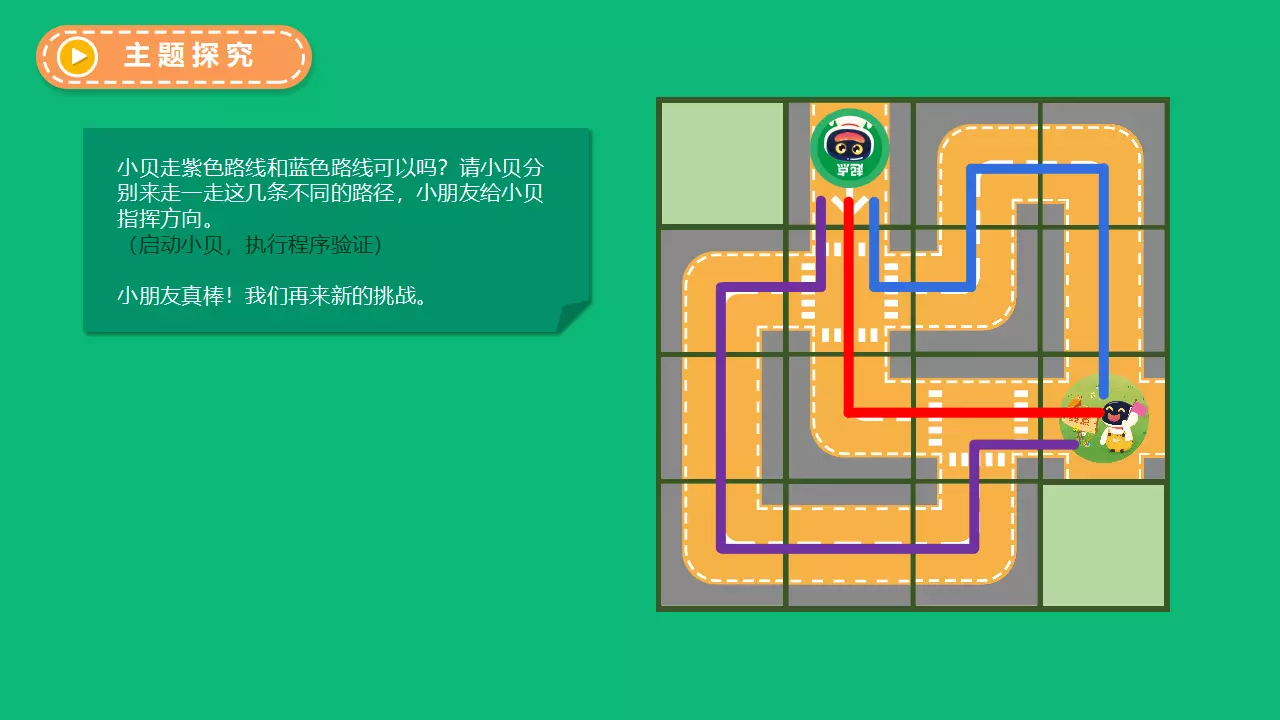 主题探究
小贝走紫色路线和蓝色路线可以吗？请小贝分
别来走一走这几条不同的路径，小朋友给小贝
指挥方向。
（启动小贝，执行程序验证）
小朋友真棒！我们再来新的挑战。
起点